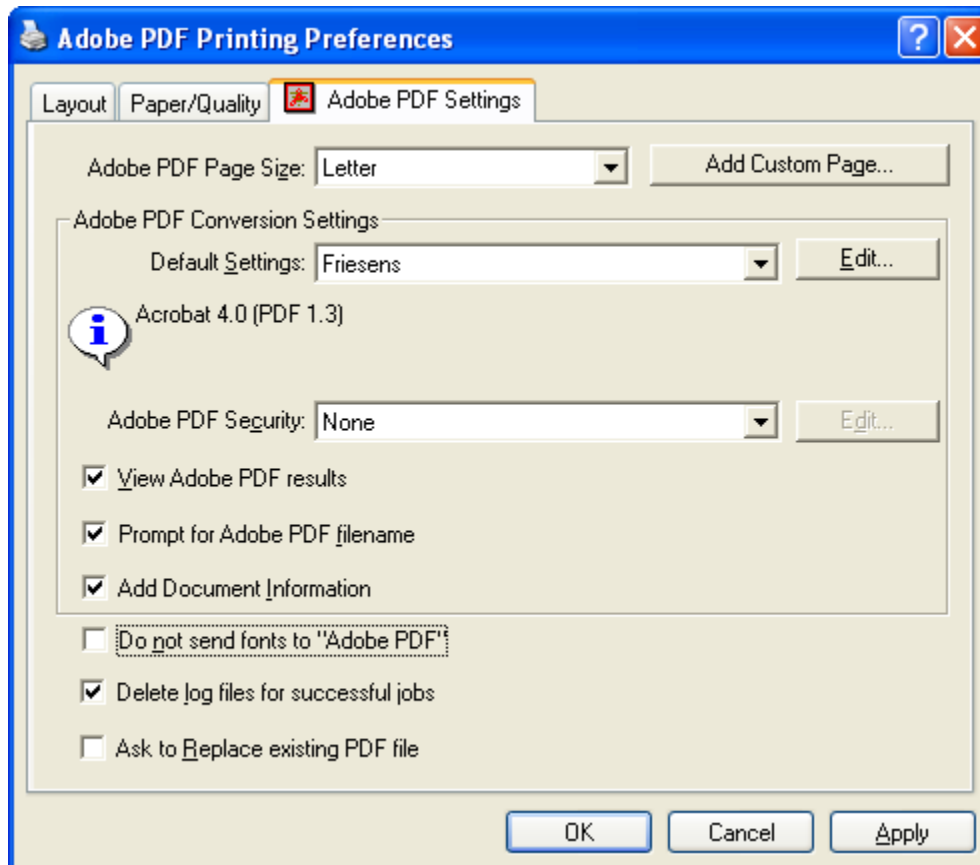 Adobe PDF Printing Preferences
Layout Paper/Quality Adobe PDF Settings
Adobe PDF Page Size: Letter Add Custom Page...
Adobe PDF Conversion Settings
Default Settings: Friesens Edit...
Acrobat 4.0 (PDF 1.3)
Adobe PDF Security: None Edit...
View Adobe PDF results
Prompt for Adobe PDF filename
Add Document Information
Do not send fonts to "Adobe PDF"
Delete log files for successful jobs
Ask to Replace existing PDF file
OK Cancel Apply